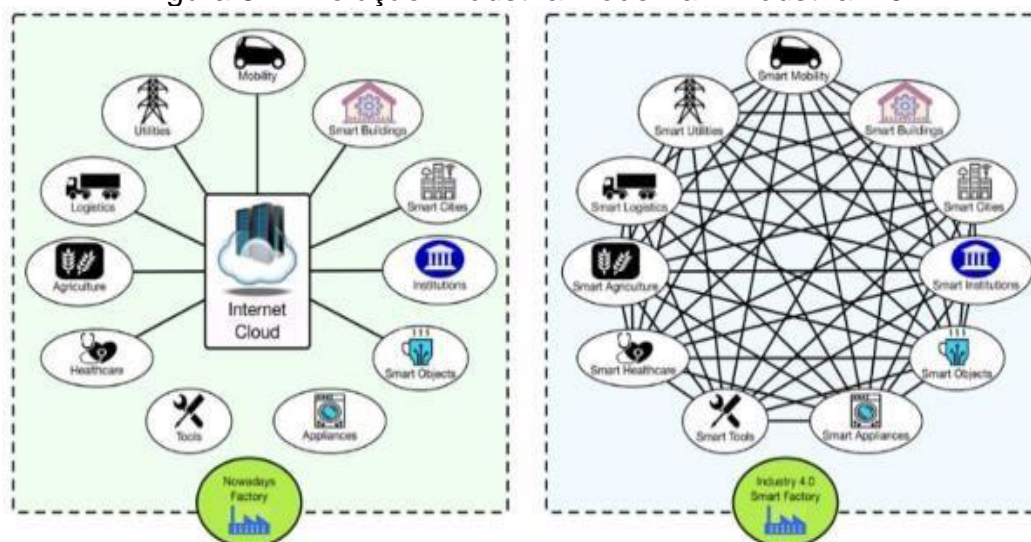 Mobility
Utilities
Smart Buildings
Logistics
Smart Cities
Internet
Cloud
Agriculture
Institutions
Healthcare
Smart Objects
Tools
Appliances
Nowadays
Factory
Smart Mobility
Smart Utilities
Smart Buildings
Smart Logistics
Smart Cities
Smart Agriculture
Smart Institutions
Smart Healthcare
Smart Objects
Smart Tools
Smart Appliances
Industry 4.0
Smart Factory